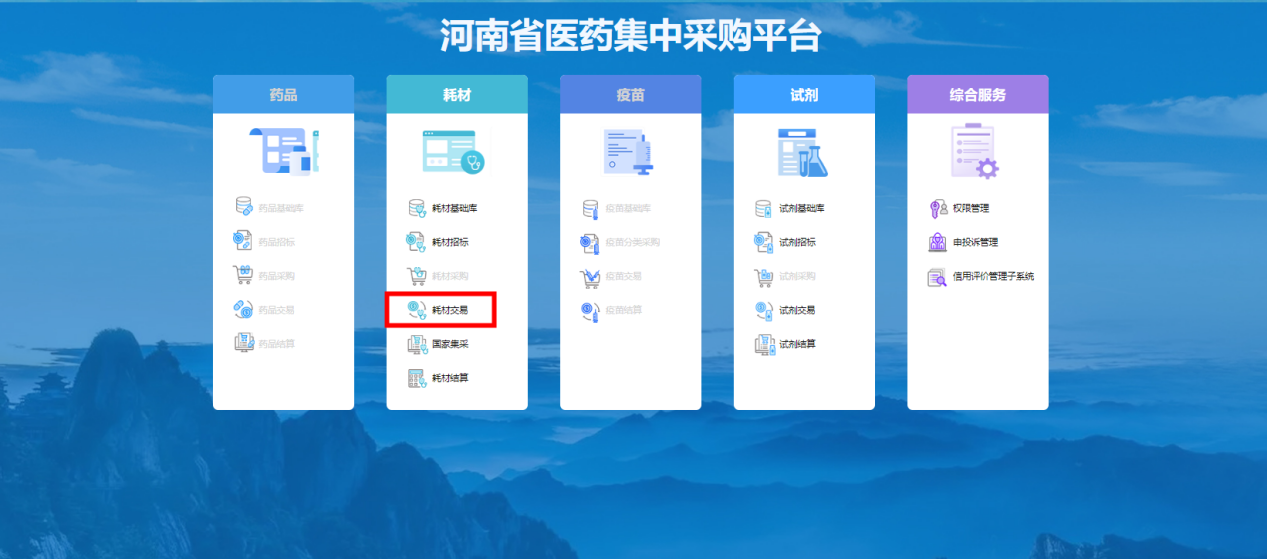 河南省医药集中采购平台
药品
药品基础库
药品招标
药品采购
药品交易
药品结算
耗材
耗材基础库
耗材招标
耗材采购
耗材交易
国家集采
耗材结算
疫苗
疫苗基础库
疫苗分类采购
疫苗交易
疫苗结算
试剂
试剂基础库
试剂招标
试剂采购
试剂交易
试剂结算
综合服务
权限管理
申投诉管理
信用评价管理子系统